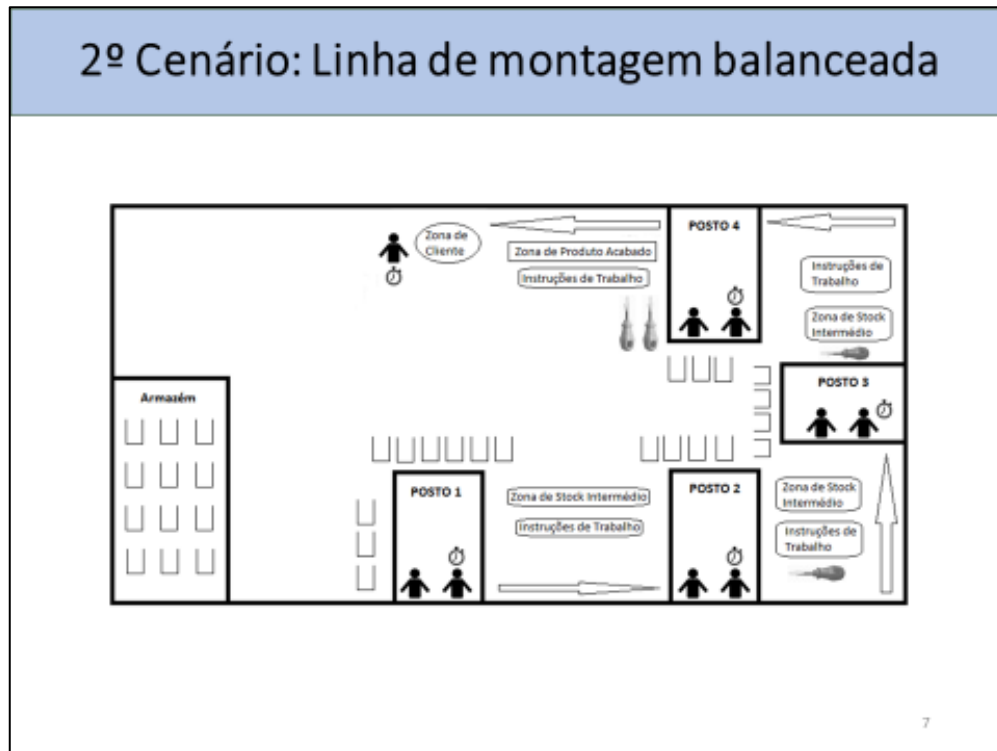 2º Cenário: Linha de montagem balanceada
Zona de
Cliente
Zona de Produto Acabado
Instruções de Trabalho
POSTO 4
Instruções de
Trabalho
Zona de Stock
Intermédio
POSTO 3
Armazém
POSTO 1
Zona de Stock Intermédio
Instruções de Trabalho
POSTO 2
Zona de Stock
Intermédio
Instruções de
Trabalho
7